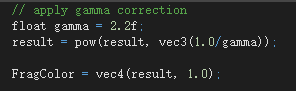 // apply gamma correction
float gamma = 2.2f;
result = pow(result, vec3(1.0/gamma));
FragColor = vec4(result, 1.0);